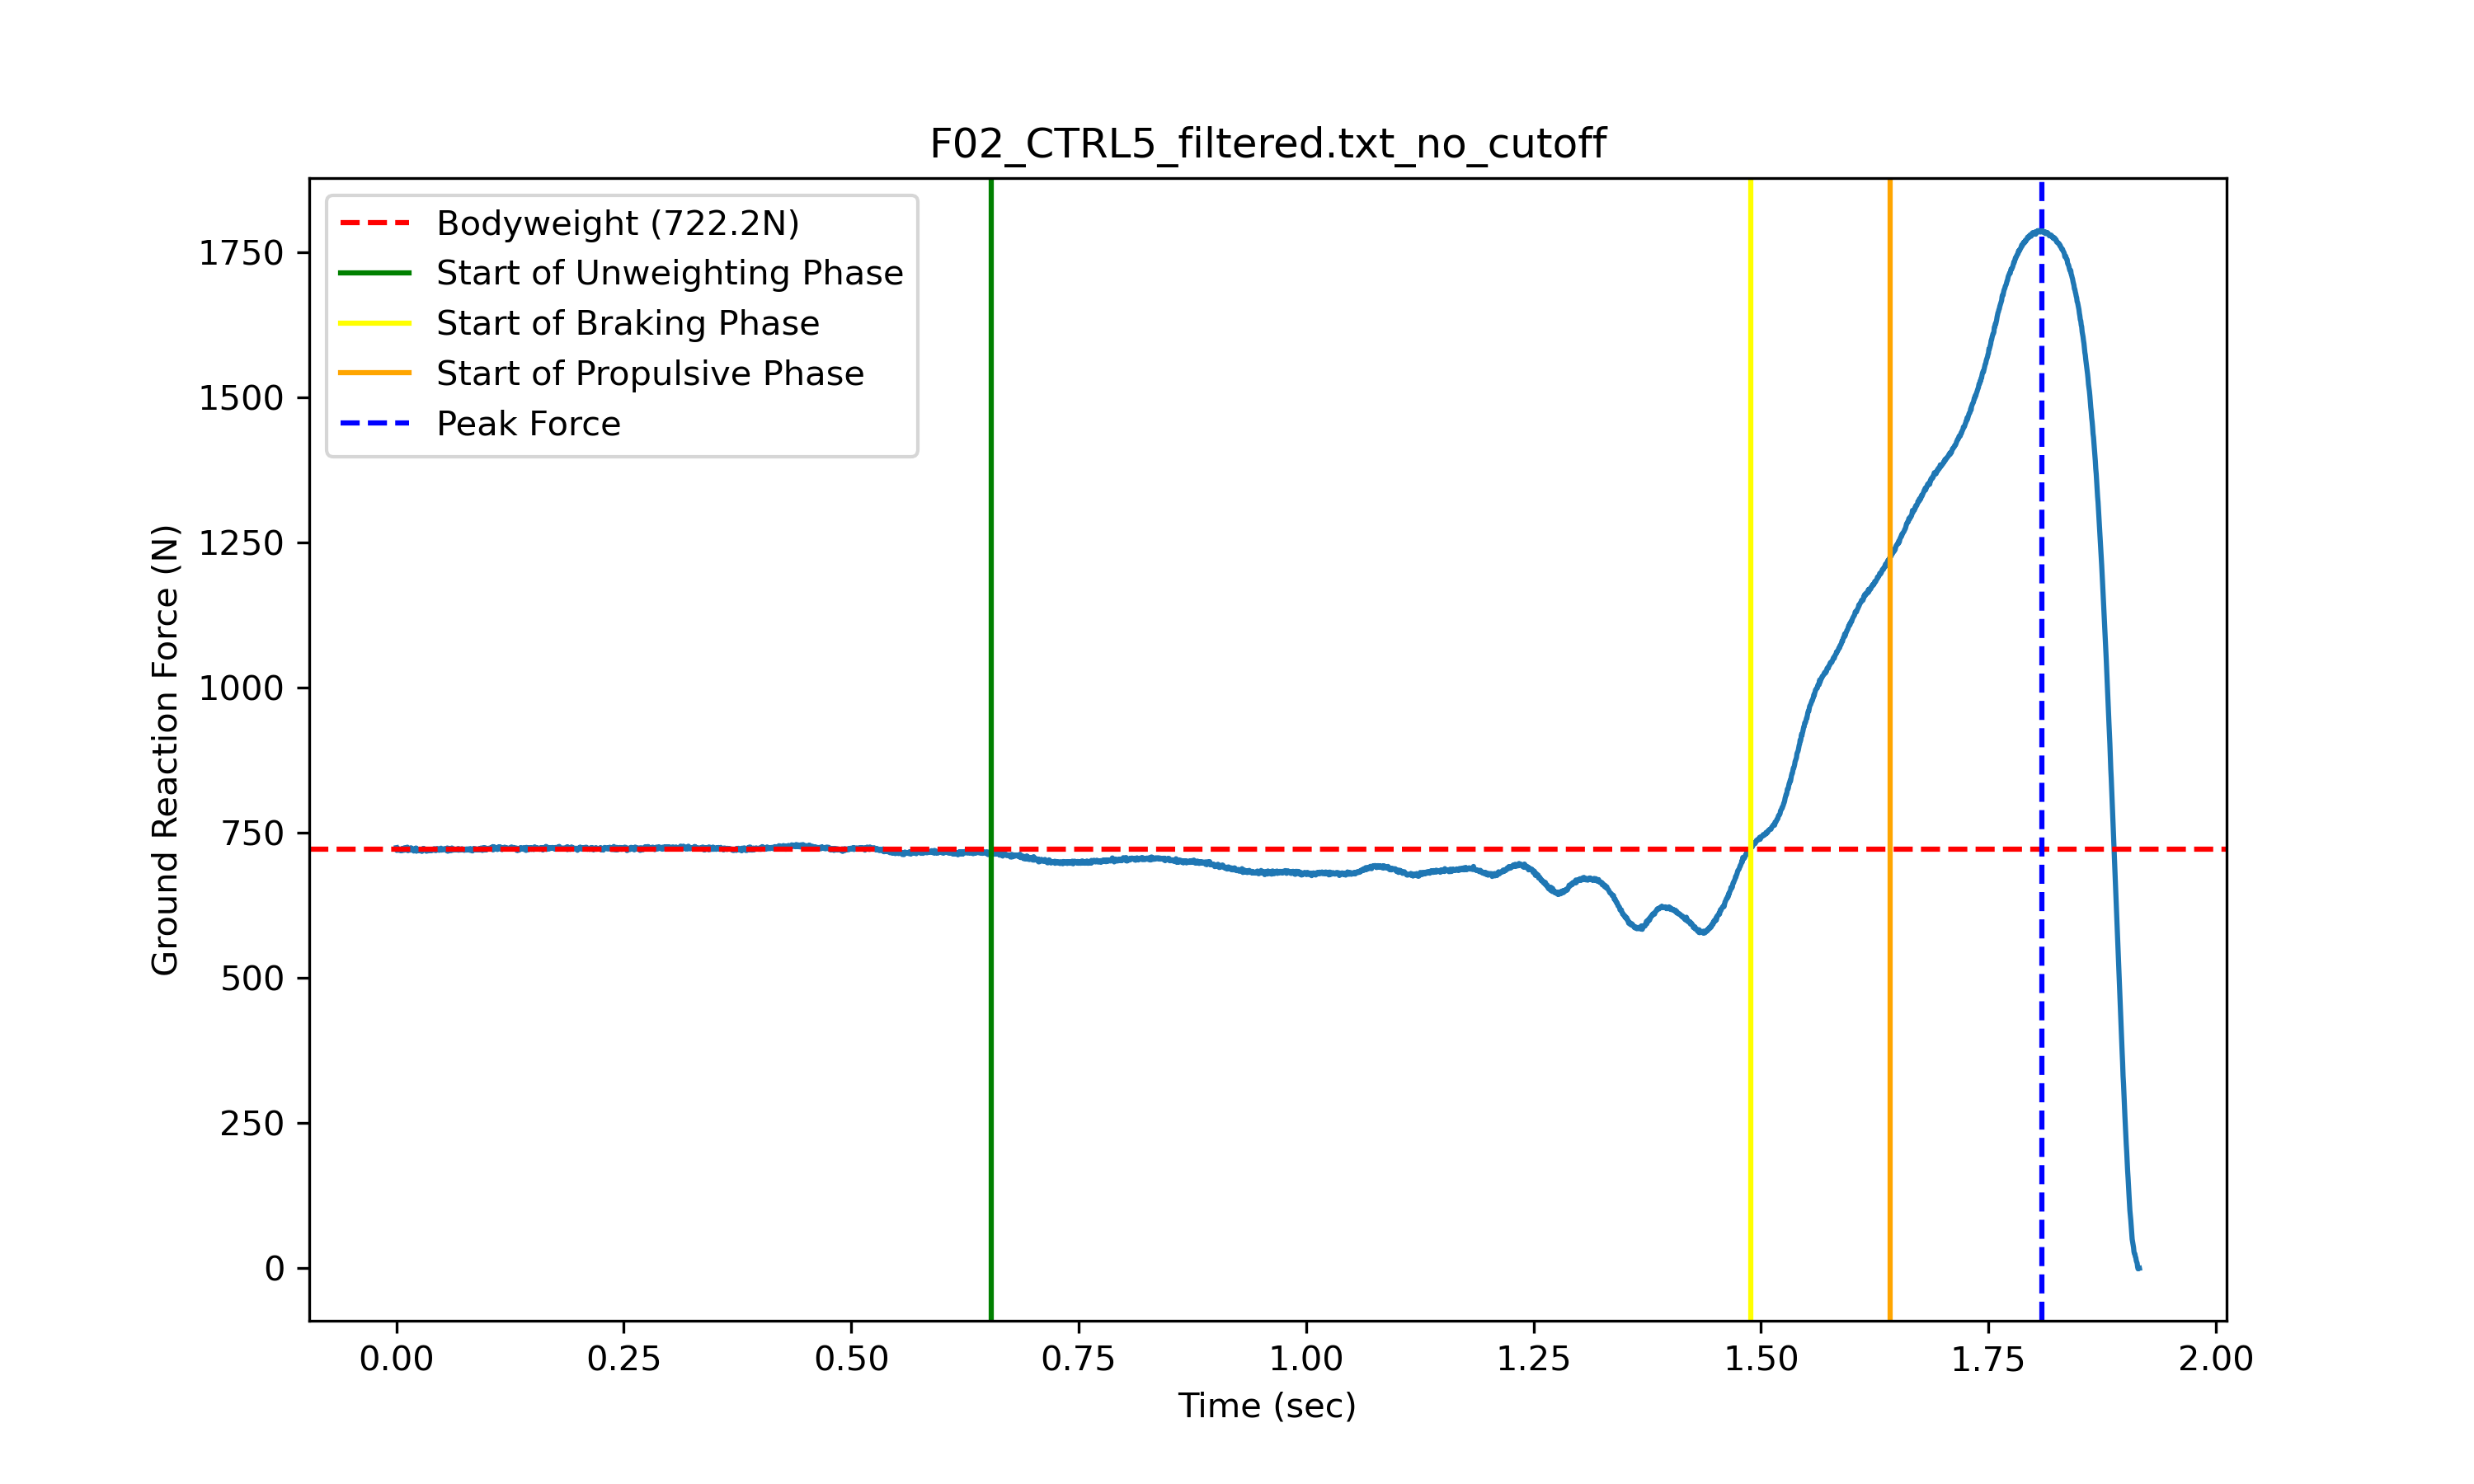 F02_CTRL5_filtered.txt_no_cutoff
Bodyweight (722.2N)
Start of Unweighting Phase
Start of Braking Phase
Start of Propulsive Phase
Peak Force
Ground Reaction Force (N)
1750
1500
1250
1000
750
500
250
0
0.00 0.25 0.50 0.75 1.00 1.25 1.50 1.75 2.00
Time (sec)